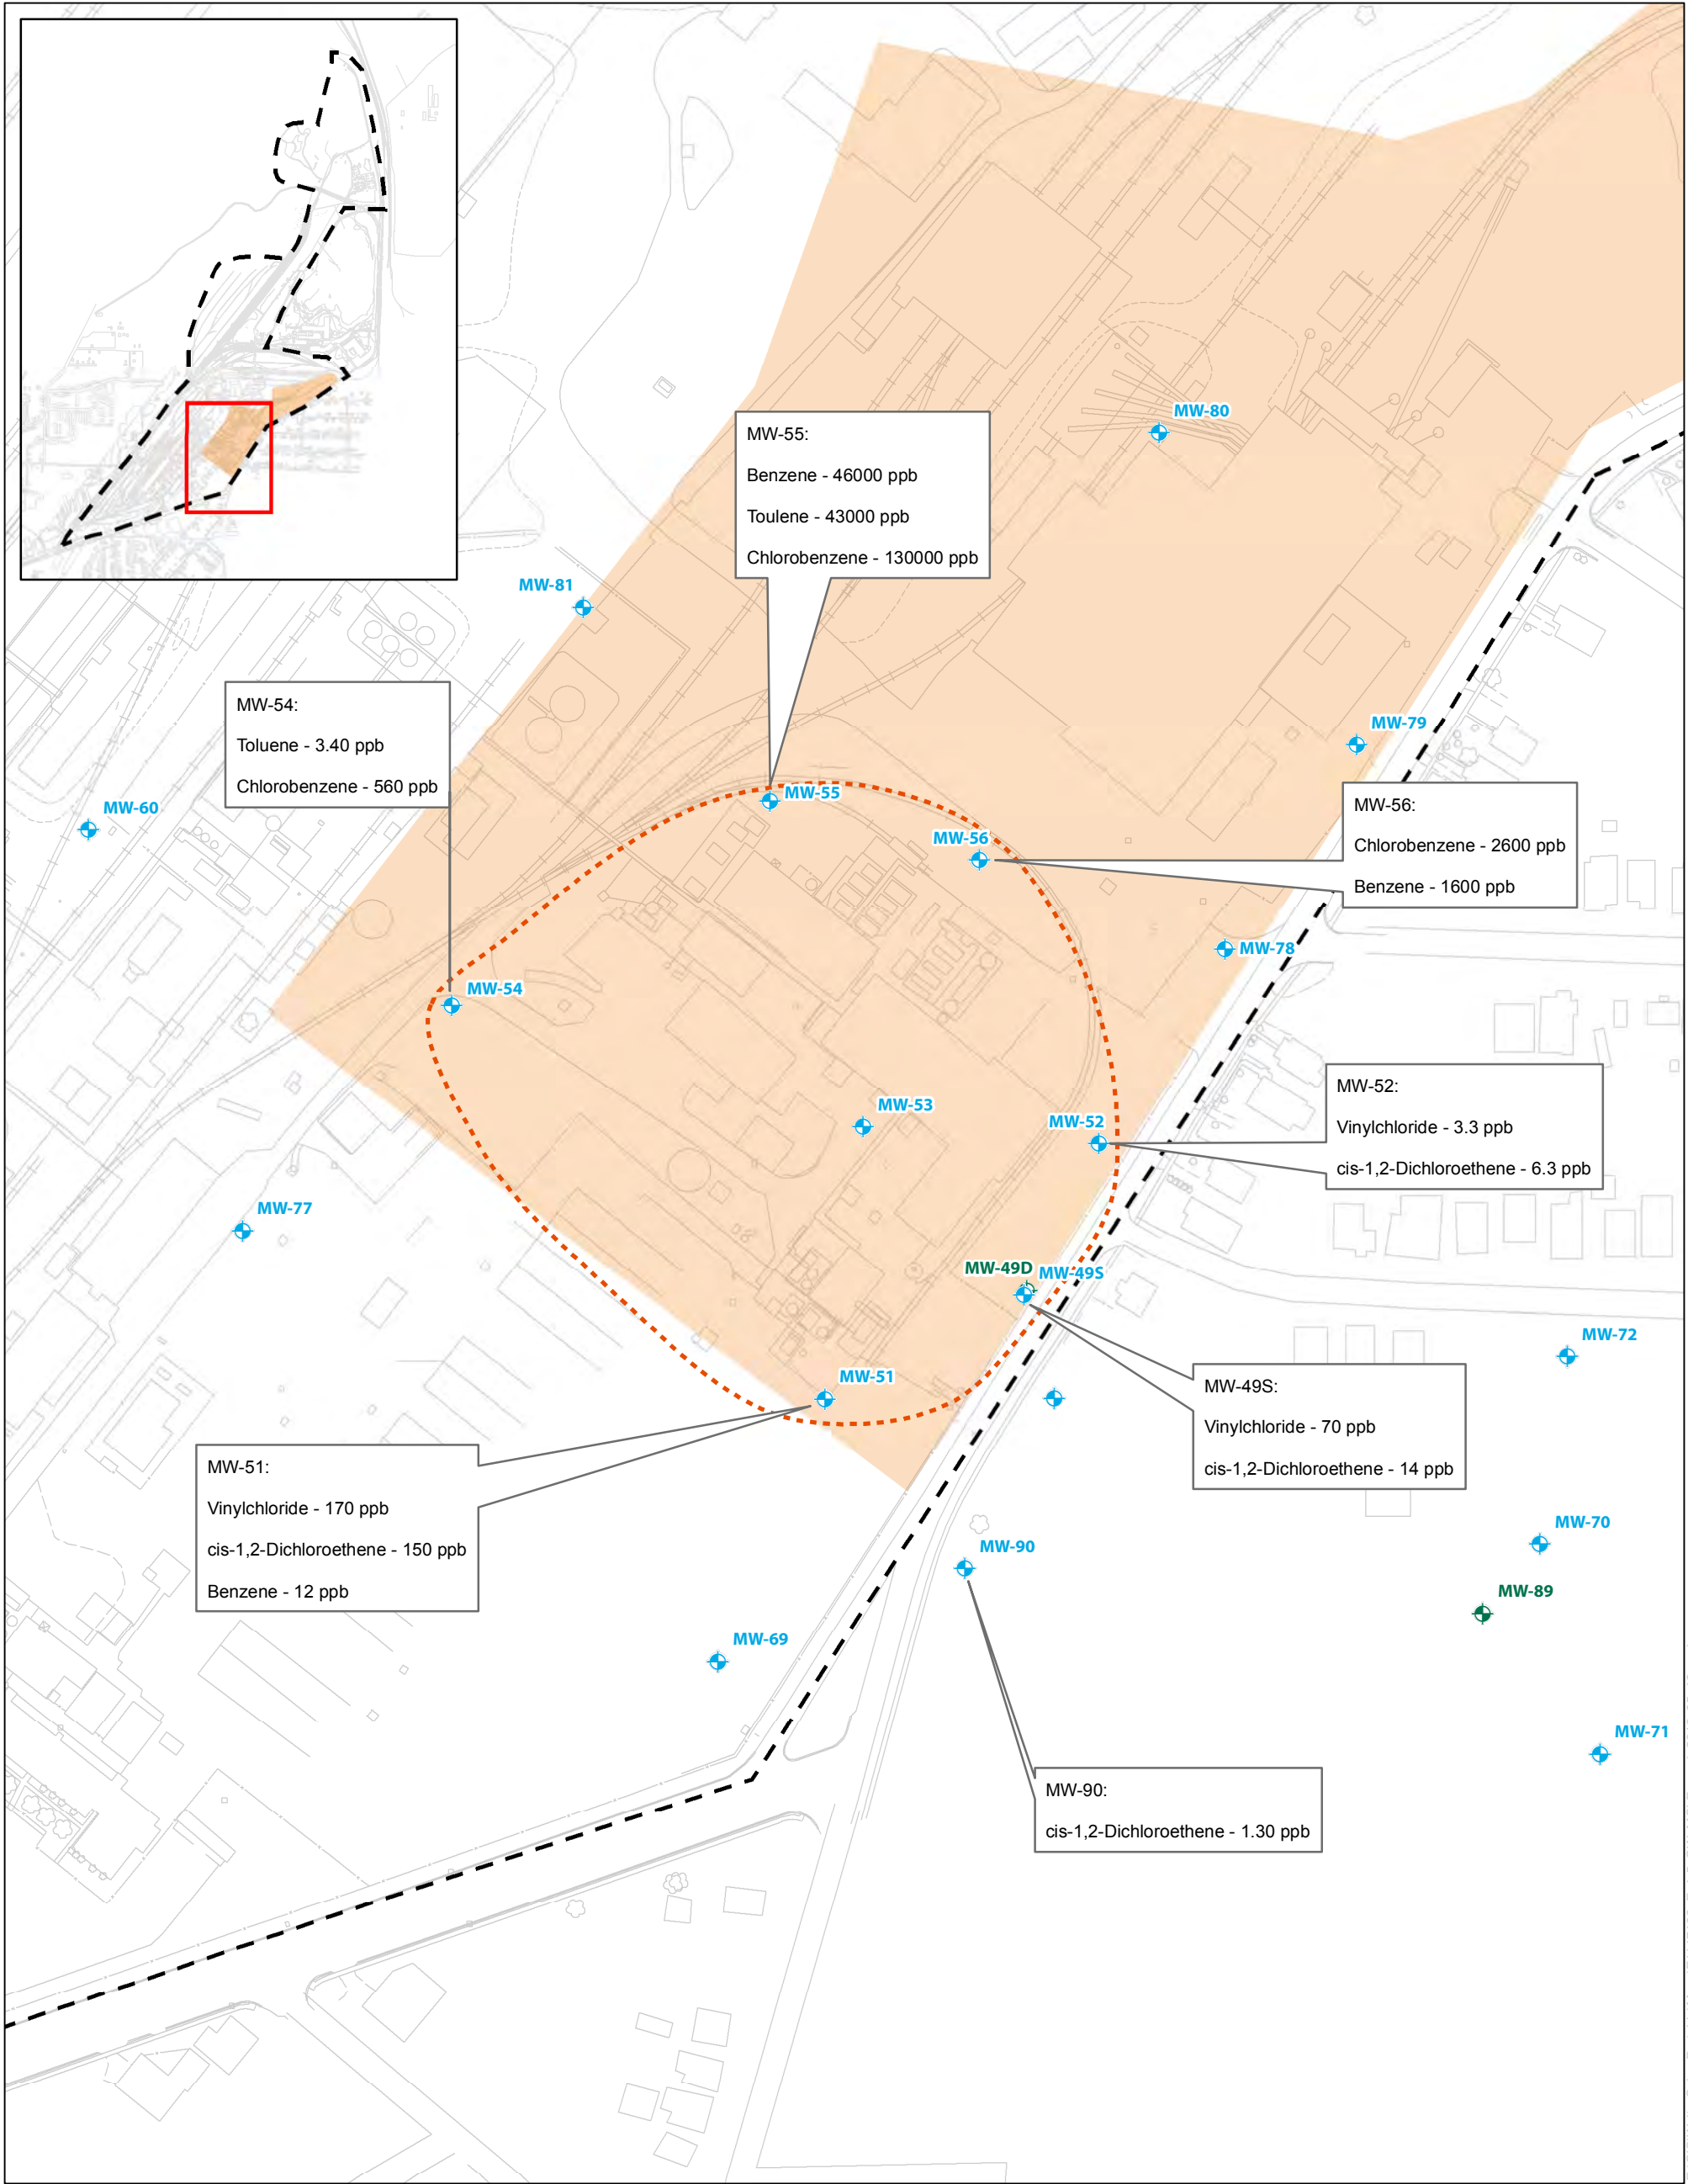 MW-80
MW-55:
Benzene - 46000 ppb
Toulene - 43000 ppb
Chlorobenzene - 130000 ppb
MW-81
MW-54:
Toluene - 3.40 ppb
Chlorobenzene - 560 ppb
MW-79
MW-60
MW-55
MW-56:
Chlorobenzene - 2600 ppb
Benzene - 1600 ppb
MW-56
MW-78
MW-54
MW-53
MW-52
MW-52:
Vinylchloride - 3.3 ppb
cis-1,2-Dichloroethene - 6.3 ppb
MW-77
MW-49D
MW-49S
MW-72
MW-51
MW-49S:
Vinylchloride - 70 ppb
cis-1,2-Dichloroethene - 14 ppb
MW-51:
Vinylchloride - 170 ppb
cis-1,2-Dichloroethene - 150 ppb
Benzene - 12 ppb
MW-70
MW-90
MW-89
MW-69
MW-71
MW-90:
cis-1,2-Dichloroethene - 1.30 ppb